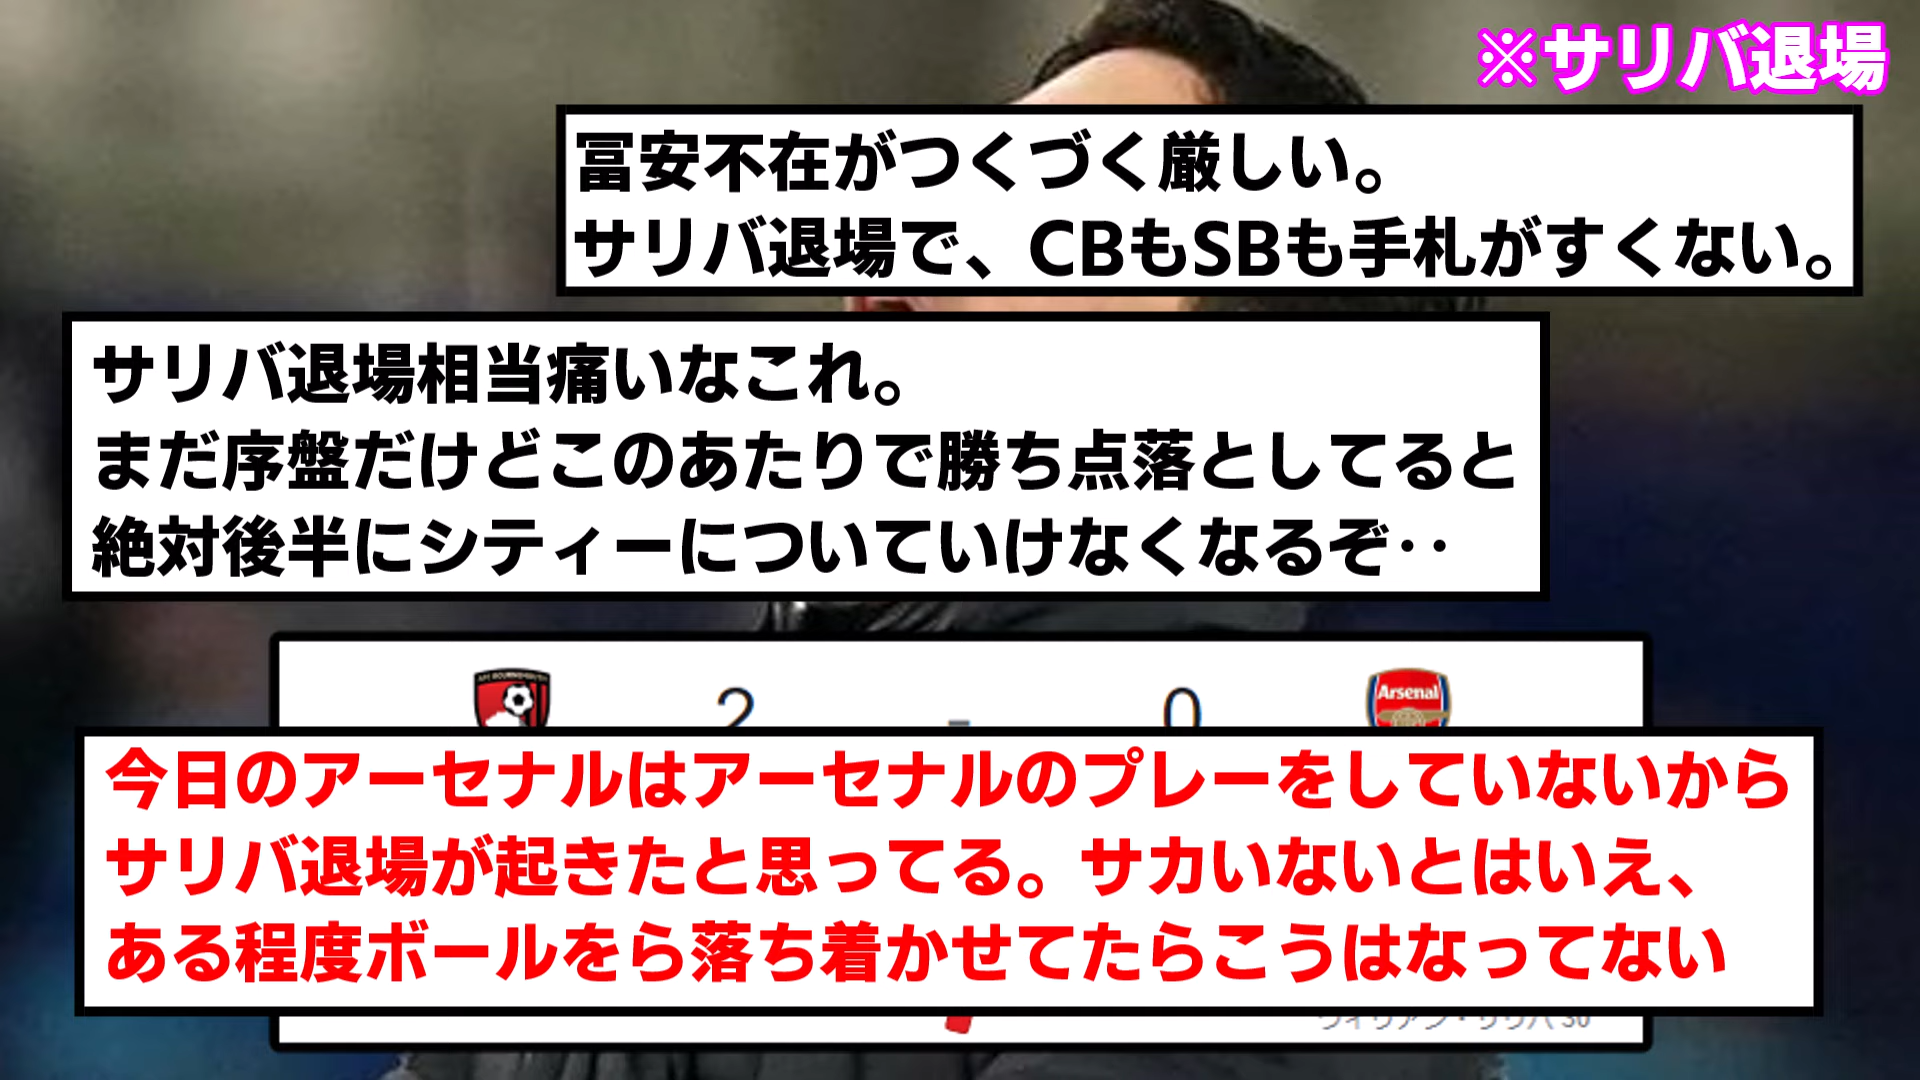 ※サリバ退場
冨安不在がつくづく厳しい。
サリバ退場で、CBもSBも手札がすくない。
サリバ退場相当痛いなこれ。
まだ序盤だけどこのあたりで勝ち点落としてると
絶対後半にシティーについていけなくなるぞ‥
2 - 0
Arsenal
今日のアーセナルはアーセナルのプレーをしていないから
サリバ退場が起きたと思ってる。サカいないとはいえ、
ある程度ボールをら落ち着かせてたらこうはなってない